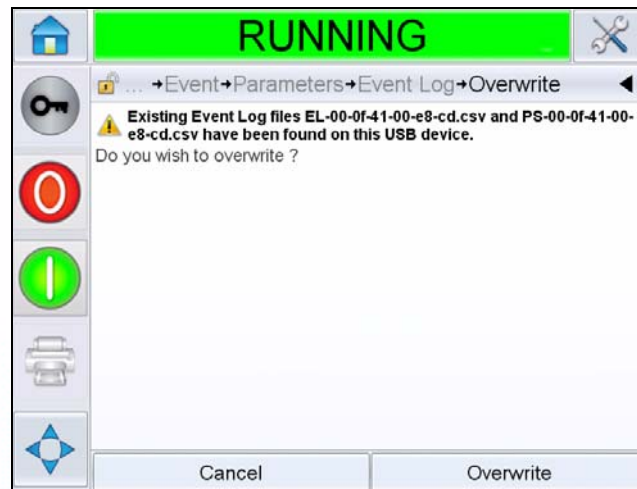 RUNNING
... →Event→Parameters→Event Log→Overwrite
Existing Event Log files EL-00-0f-41-00-e8-cd.csv and PS-00-0f-41-00-
e8-cd.csv have been found on this USB device.
Do you wish to overwrite ?
Cancel
Overwrite